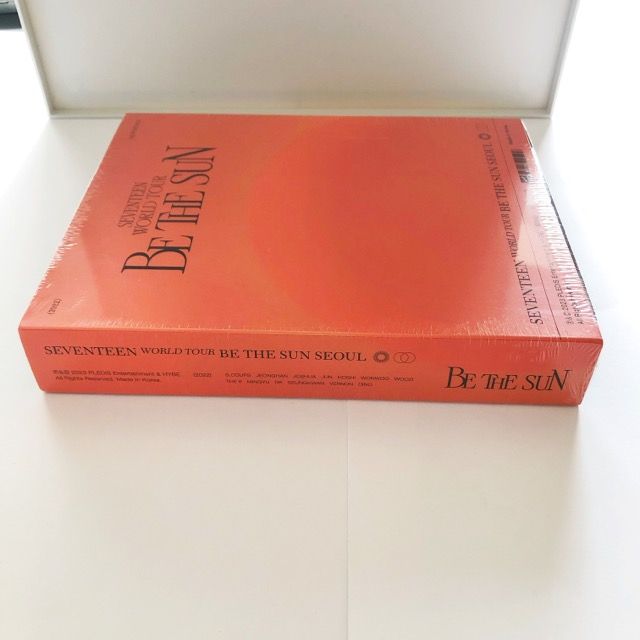 SEVENTEEN
WORLD TOUR
BE THE SUN
(2022)
SEVENTEEN WORLD TOUR BE THE SUN SEOUL
SEVENTEEN WORLD TOUR BE THE SUN SEOUL
℗&© 2023 PLEDIS Entertainment & HYBE
All Rights Reserved. Made in Korea.
(2022)
S.COUPS JEONGHAN JOSHUA JUN HOSHI WONWOO WOOZI
THE 8 MINGYU DK SEUNGKWAN VERNON DINO
BE THE SUN